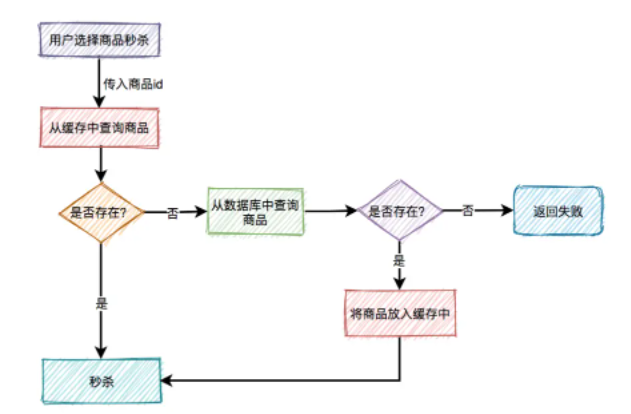 用户选择商品秒杀
传入商品id
从缓存中查询商品
是否存在?
否
从数据库中查询
商品
是否存在?
否
返回失败
是
是
将商品放入缓存中
秒杀